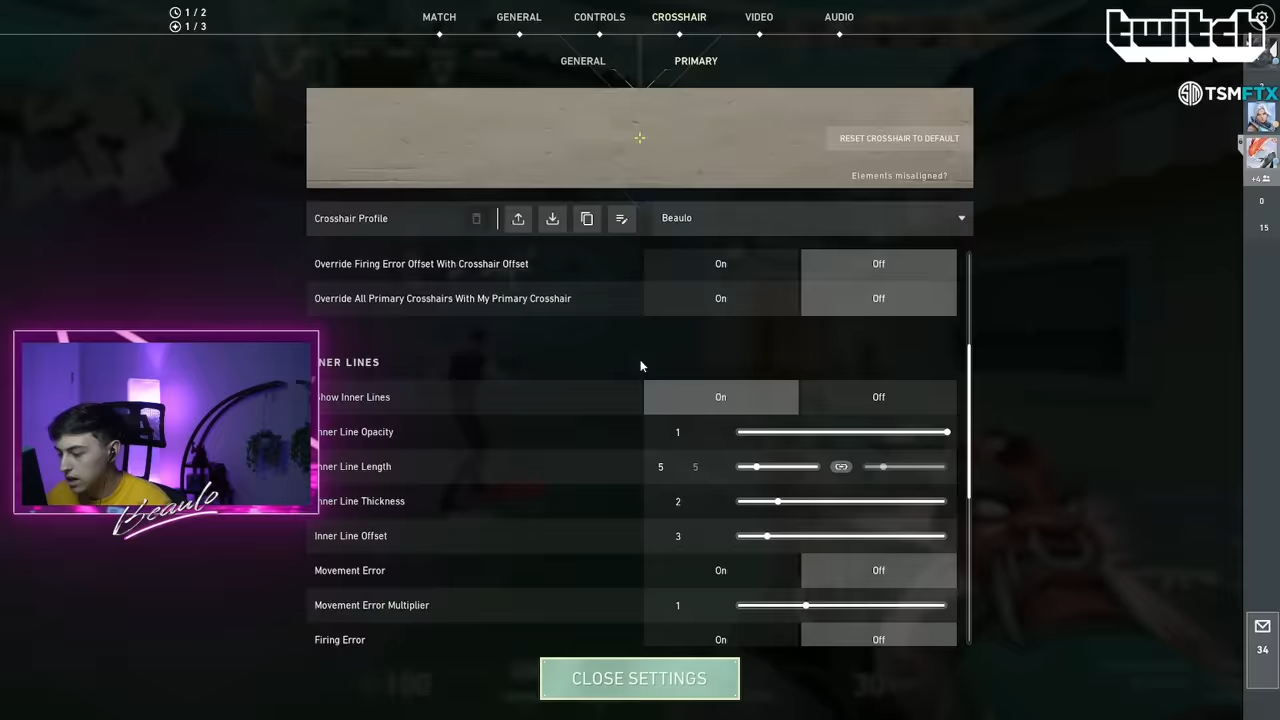 1 / 2
1 / 3
MATCH
GENERAL
CONTROLS
CROSSHAIR
VIDEO
AUDIO
twitch
GENERAL
PRIMARY
TSMFTX
RESET CROSSHAIR TO DEFAULT
Elements misaligned?
+4
Crosshair Profile
Beaulo
0
15
Override Firing Error Offset With Crosshair Offset
On
Off
Override All Primary Crosshairs With My Primary Crosshair
On
Off
NER LINES
Show Inner Lines
On
Off
nner Line Opacity
1
nner Line Length
5
5
nner Line Thickness
2
Inner Line Offset
3
Beaulo
Movement Error
On
Off
Movement Error Multiplier
1
Firing Error
On
Off
34
CLOSE SETTINGS